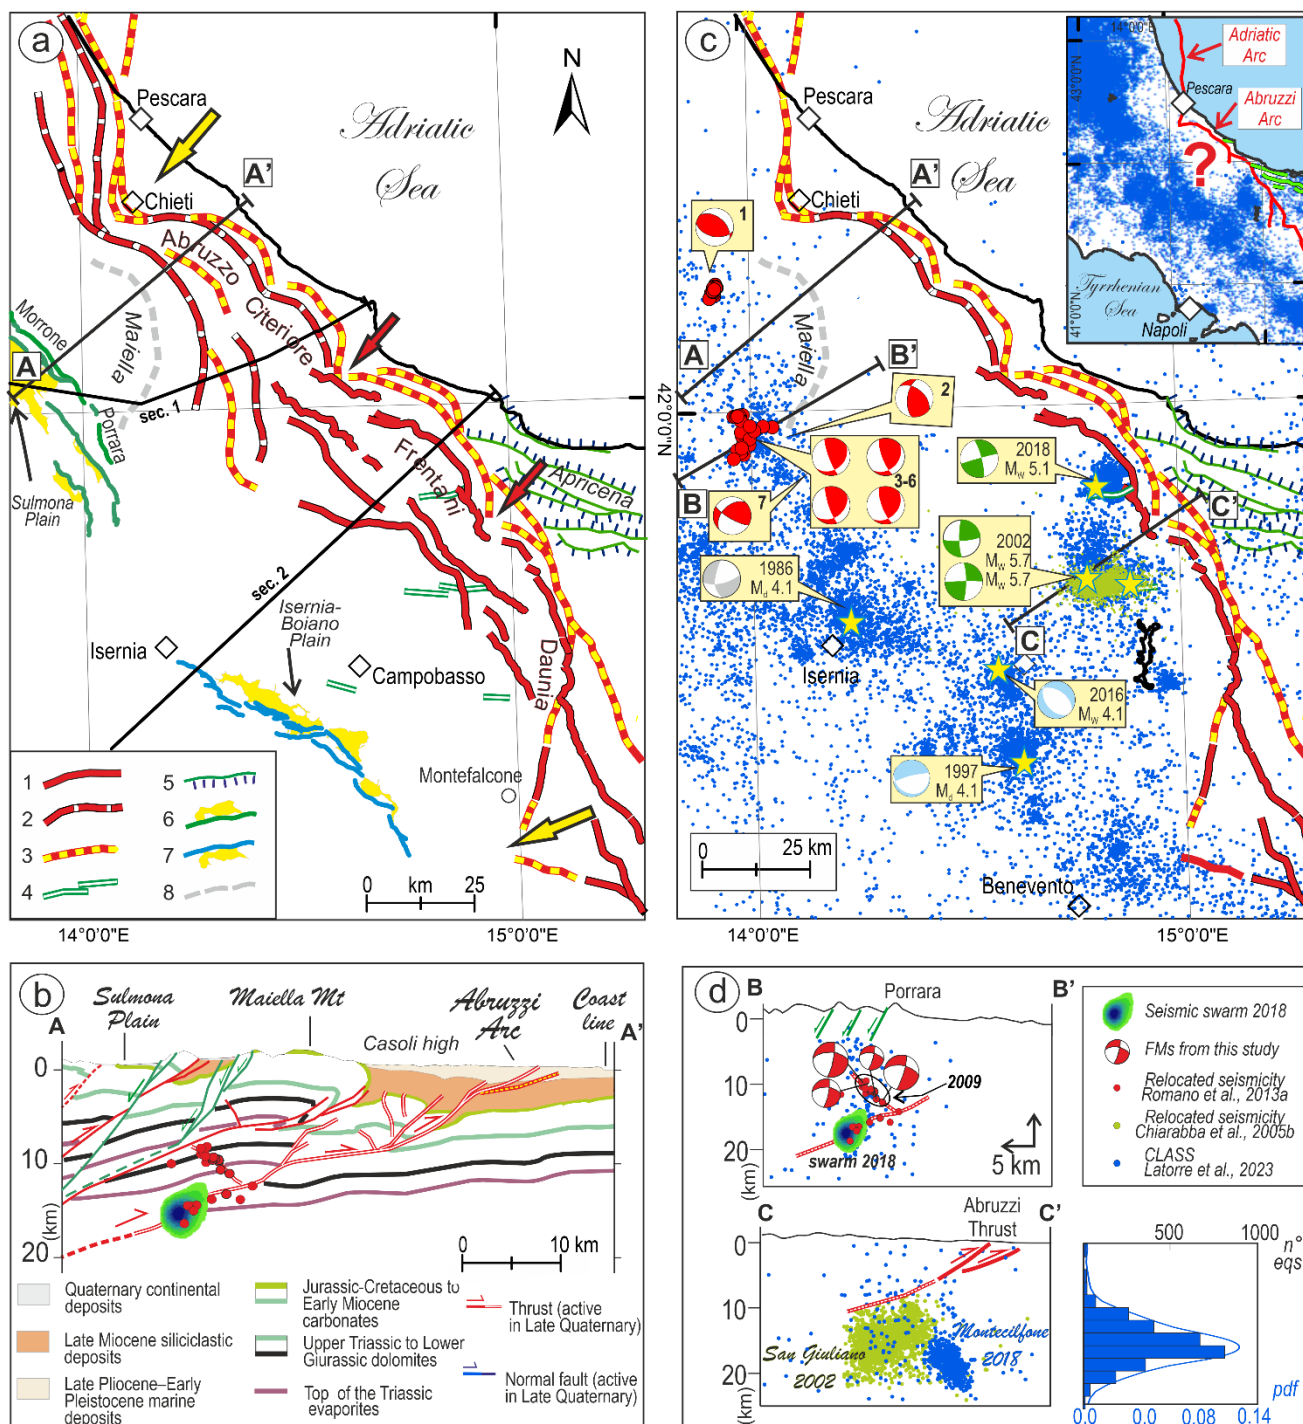 a
Pescara
Adriatic
Sea
N
A'
Chieti
Abruzzo
Citeriore
Maiella
Morrone
A
Porrara
sec. 1
Sulmona
Plain
Frentani
Apricena
sec. 2
Isernia-
Boiano
Plain
Isernia
Campobasso
Daunia
Montefalcone
1
2
3
4
5
6
7
8
0 km 25
14°0'0"E
15°0'0"E
c
Pescara
Adriatic
Sea
A'
Chieti
1
Maiella
A
B'
42°0'0"N
2
3-6
7
B
2018
Mw 5.1
C'
2002
Mw 5.7
Mw 5.7
1986
Md 4.1
C
Isernia
2016
Mw 4.1
1997
Md 4.1
0 25 km
Benevento
14°0'0"E
15°0'0"E
14°0'0"E
43°0'0"N
Adriatic
Arc
Pescara
Abruzzi
Arc
?
Tyrrhenian
Sea
41°0'0"N
Napoli
b
Sulmona
Plain
Maiella Mt
Abruzzi
Arc
Coast
line
A
A'
Casoli high
0
10
(km)
20
0 10 km
Quaternary continental
deposits
Late Miocene siliciclastic
deposits
Late Pliocene–Early
Pleistocene marine
deposits
Jurassic-Cretaceous to
Early Miocene
carbonates
Upper Triassic to Lower
Giurassic dolomites
Top of the Triassic
evaporites
Thrust (active
in Late Quaternary)
Normal fault (active
in Late Quaternary)
d
B
Porrara
B'
0
10
20
(km)
2009
swarm 2018
5 km
Seismic swarm 2018
FMs from this study
Relocated seismicity
Romano et al., 2013a
Relocated seismicity
Chiarabba et al., 2005b
CLASS
Latorre et al., 2023
C
Abruzzi
Thrust
C'
0
10
20
(km)
San Giuliano
2002
Montecilfone
2018
500 1000
n°
eqs
pdf
0.0 0.0 0.08 0.14